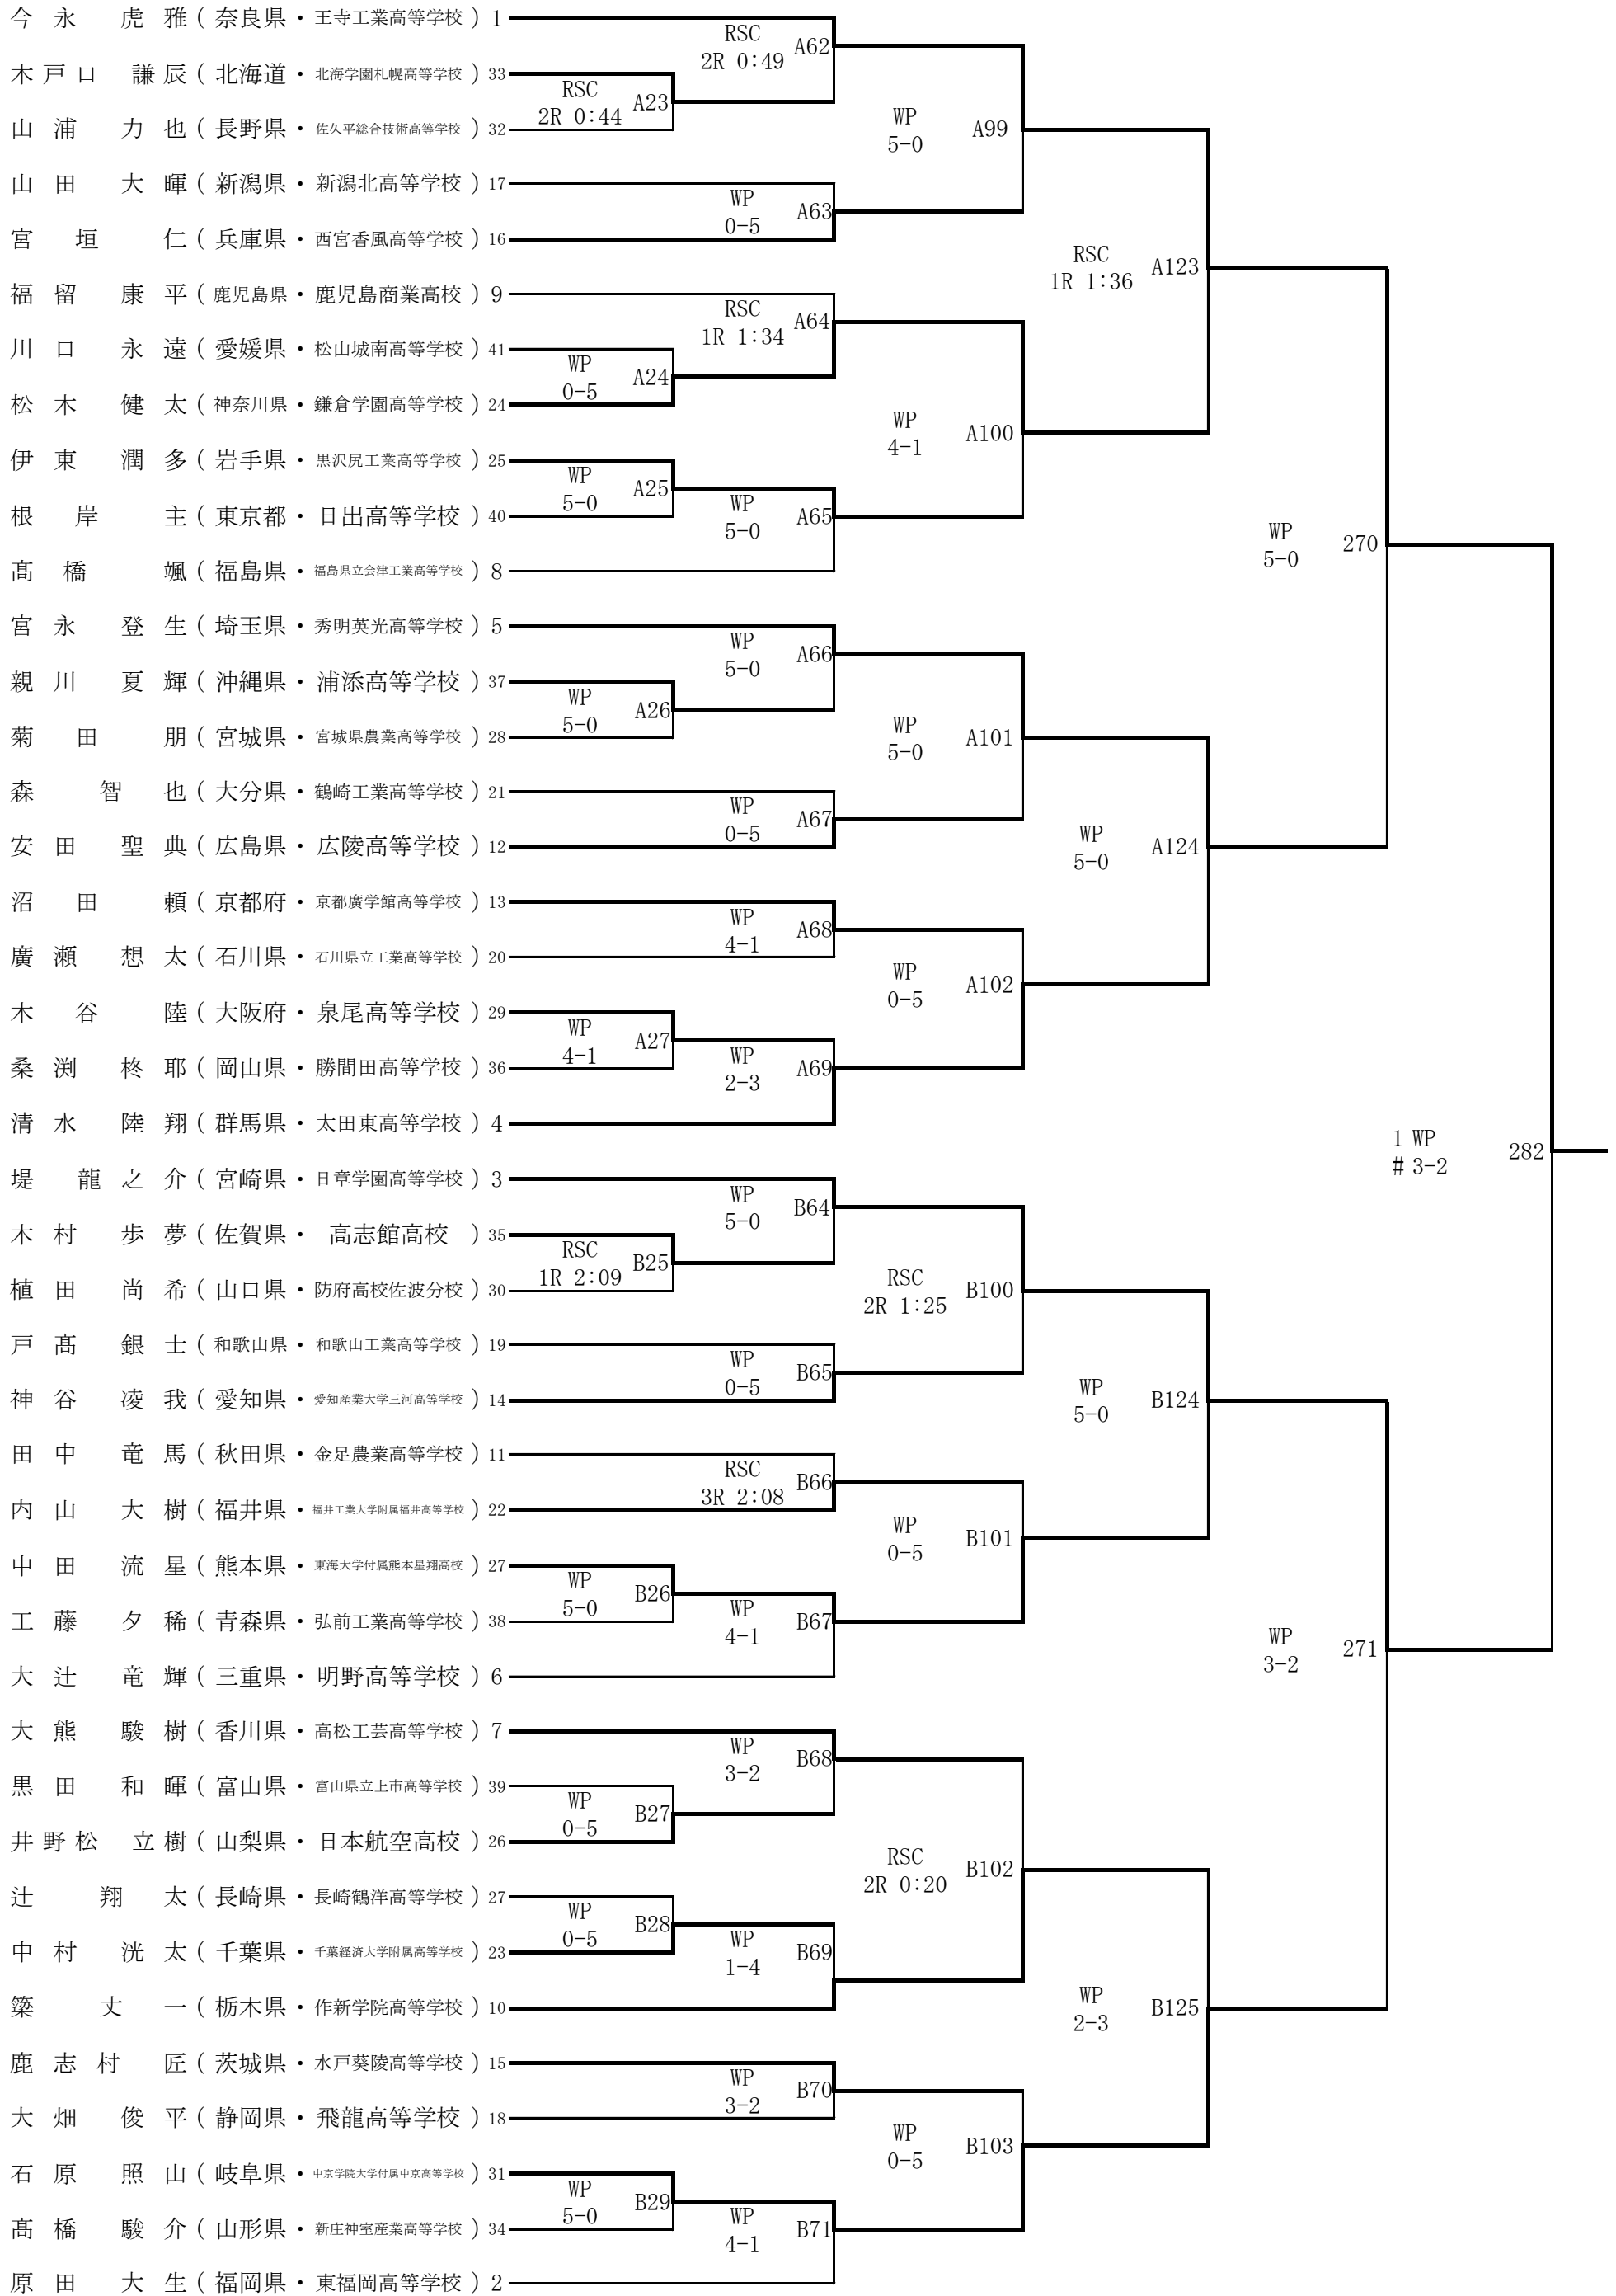 今永 虎雅(奈良県・王寺工業高等学校)1
RSC
2R 0:49 A62
木戸口 謙辰(北海道・北海学園札幌高等学校)33
RSC
2R 0:44 A23
山浦 力也(長野県・佐久平総合技術高等学校)32
WP
5-0 A99
山田 大暉(新潟県・新潟北高等学校)17
WP
0-5 A63
宮垣 仁(兵庫県・西宮香風高等学校)16
RSC
1R 1:36 A123
福留 康平(鹿児島県・鹿児島商業高校)9
RSC
1R 1:34 A64
川口 永遠(愛媛県・松山城南高等学校)41
WP
0-5 A24
松木 健太(神奈川県・鎌倉学園高等学校)24
WP
4-1 A100
伊東 潤多(岩手県・黒沢尻工業高等学校)25
WP
5-0 A25
根岸 主(東京都・日出高等学校)40
WP
5-0 A65
WP
5-0 270
髙橋 颯(福島県・福島県立会津工業高等学校)8
宮永 登生(埼玉県・秀明英光高等学校)5
WP
5-0 A66
親川 夏輝(沖縄県・浦添高等学校)37
WP
5-0 A26
菊田 朋(宮城県・宮城県農業高等学校)28
WP
5-0 A101
森 智也(大分県・鶴崎工業高等学校)21
WP
0-5 A67
安田 聖典(広島県・広陵高等学校)12
WP
5-0 A124
沼田 頼(京都府・京都廣学館高等学校)13
WP
4-1 A68
廣瀬 想太(石川県・石川県立工業高等学校)20
WP
0-5 A102
木谷 陸(大阪府・泉尾高等学校)29
WP
4-1 A27
桑渕 柊耶(岡山県・勝間田高等学校)36
WP
2-3 A69
清水 陸翔(群馬県・太田東高等学校)4
1 WP
# 3-2 282
堤 龍之介(宮崎県・日章学園高等学校)3
WP
5-0 B64
木村 歩夢(佐賀県・高志館高校)35
RSC
1R 2:09 B25
植田 尚希(山口県・防府高校佐波分校)30
RSC
2R 1:25 B100
戸髙 銀士(和歌山県・和歌山工業高等学校)19
WP
0-5 B65
神谷 凌我(愛知県・愛知産業大学三河高等学校)14
WP
5-0 B124
田中 竜馬(秋田県・金足農業高等学校)11
RSC
3R 2:08 B66
内山 大樹(福井県・福井工業大学附属福井高等学校)22
WP
0-5 B101
中田 流星(熊本県・東海大学付属熊本星翔高校)27
WP
5-0 B26
工藤 夕稀(青森県・弘前工業高等学校)38
WP
4-1 B67
WP
3-2 271
大辻 竜輝(三重県・明野高等学校)6
大熊 駿樹(香川県・高松工芸高等学校)7
WP
3-2 B68
黒田 和暉(富山県・富山県立上市高等学校)39
WP
0-5 B27
井野松 立樹(山梨県・日本航空高校)26
RSC
2R 0:20 B102
辻 翔太(長崎県・長崎鶴洋高等学校)27
WP
0-5 B28
中村 洸太(千葉県・千葉経済大学附属高等学校)23
WP
1-4 B69
築 丈一(栃木県・作新学院高等学校)10
WP
2-3 B125
鹿志村 匠(茨城県・水戸葵陵高等学校)15
WP
3-2 B70
大畑 俊平(静岡県・飛龍高等学校)18
WP
0-5 B103
石原 照山(岐阜県・中京学院大学付属中京高等学校)31
WP
5-0 B29
髙橋 駿介(山形県・新庄神室産業高等学校)34
WP
4-1 B71
原田 大生(福岡県・東福岡高等学校)2